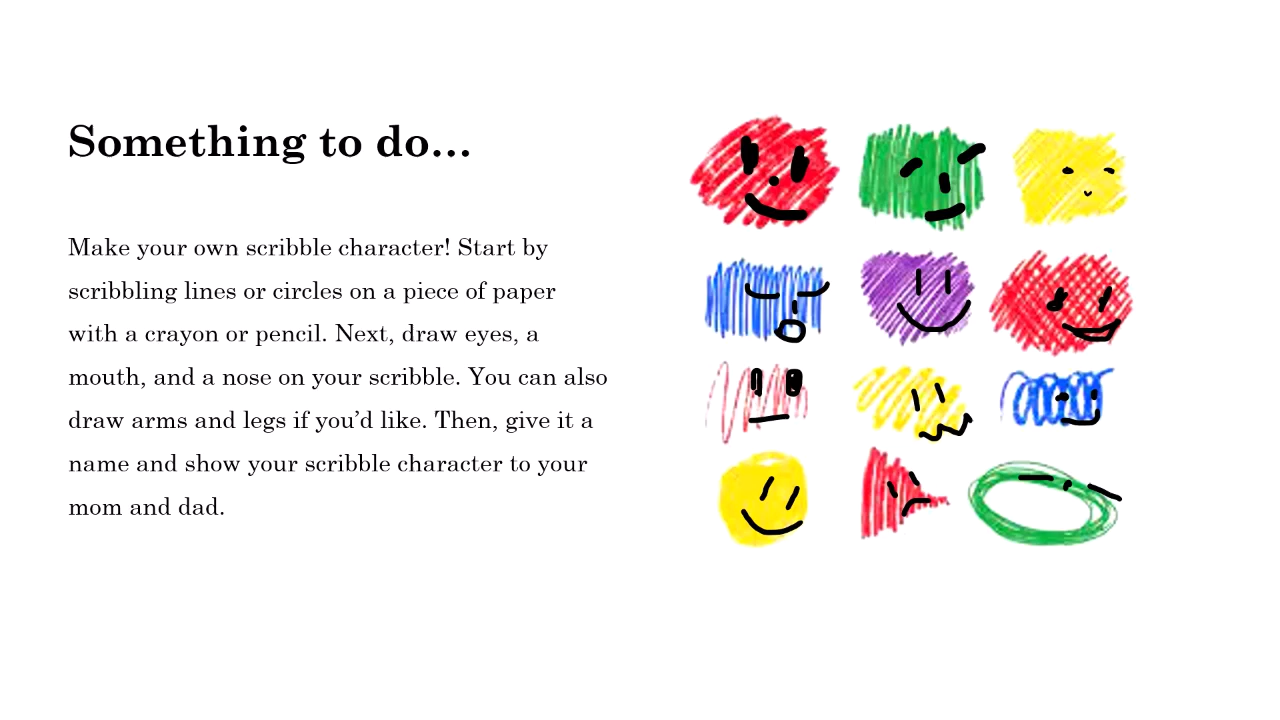 Something to do...
Make your own scribble character! Start by
scribbling lines or circles on a piece of paper
with a crayon or pencil. Next, draw eyes, a
mouth, and a nose on your scribble. You can also
draw arms and legs if you’d like. Then, give it a
name and show your scribble character to your
mom and dad.